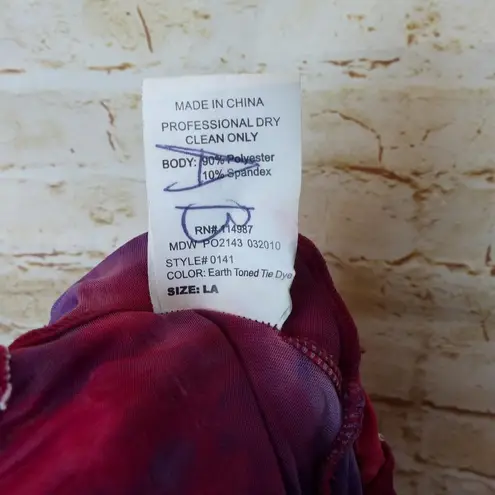 MADE IN CHINA
PROFESSIONAL DRY
CLEAN ONLY
BODY: 90% Polyester
10% Spandex
A
B
RN# 114987
MDW PO2143 032010
STYLE# 0141
COLOR: Earth Toned Tie Dye
SIZE: LA